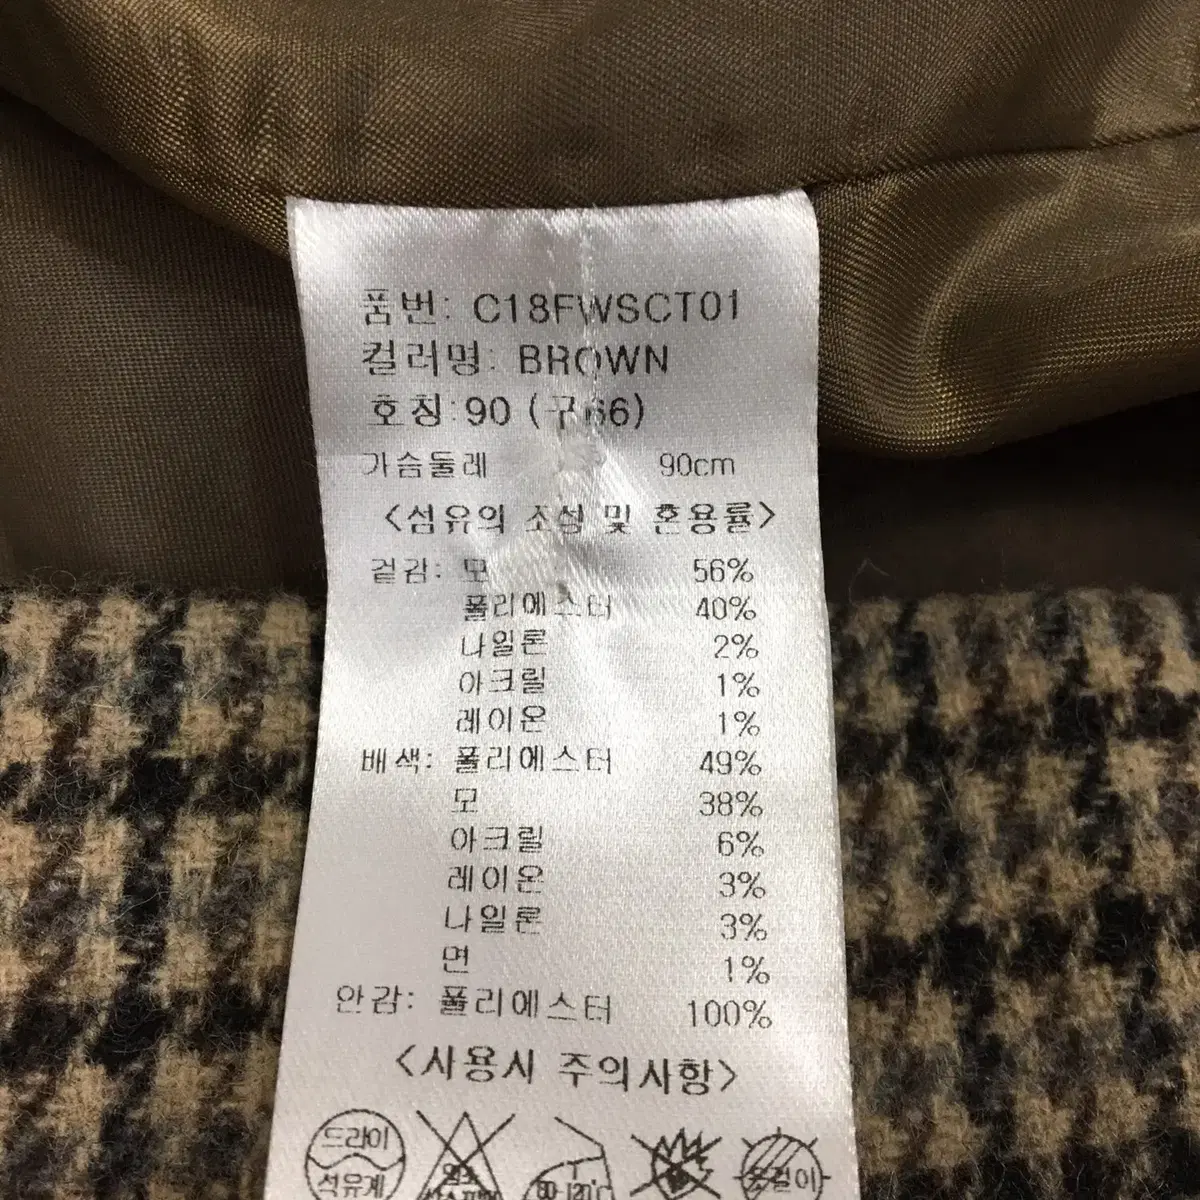 품번: C18FWSCT01
컬러명: BROWN
호칭:90 (구66)
가슴둘레 90cm
<섬유의 조성 및 혼용률>
겉감: 모 56%
폴리에스터 40%
나일론 2%
아크릴 1%
레이온 1%
배색: 폴리에스터 49%
모 38%
아크릴 6%
레이온 3%
나일론 3%
면 1%
안감: 폴리에스터 100%
<사용시 주의사항>
드라이 옷걸이
석유계